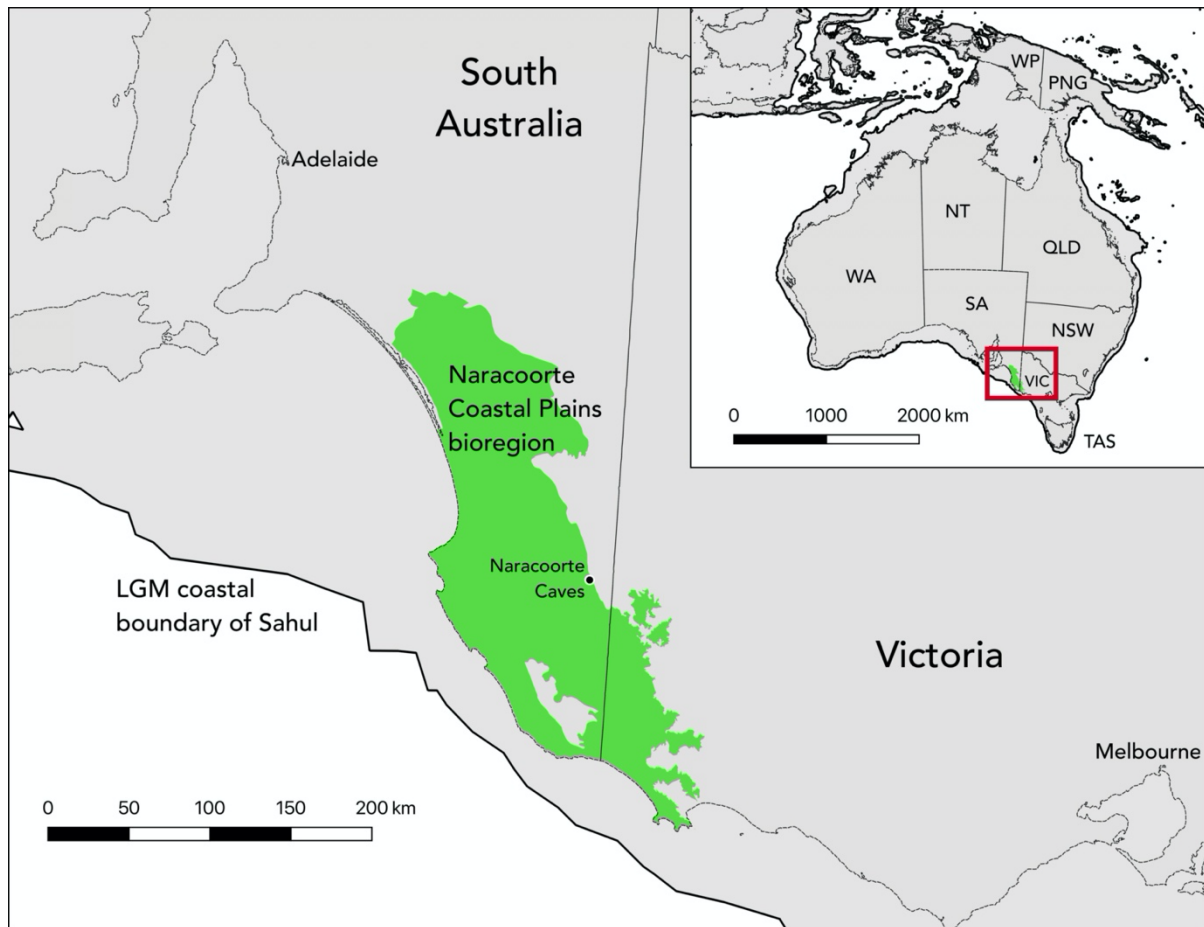 South
Australia
Adelaide
Naracoorte
Coastal Plains
bioregion
Naracoorte
Caves
LGM coastal
boundary of Sahul
Victoria
Melbourne
0 50 100 150 200 km
WP
PNG
NT
QLD
WA
SA
NSW
VIC
0 1000 2000 km
TAS